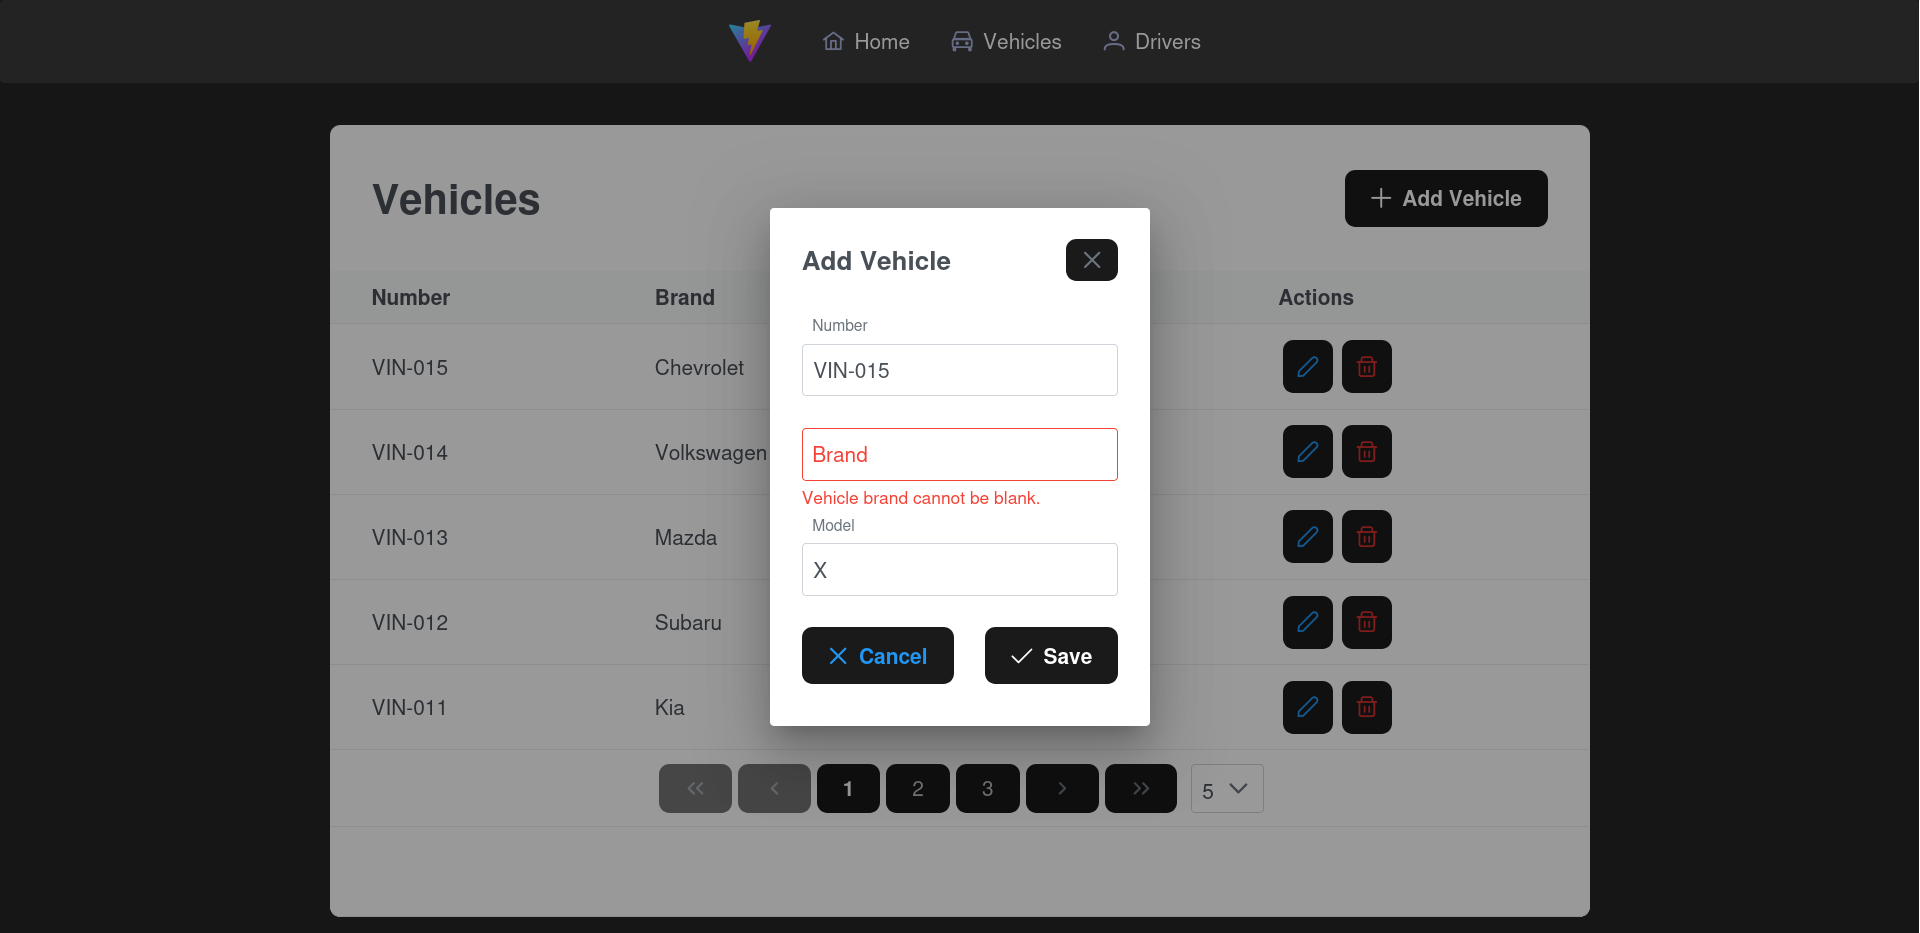 Home Vehicles Drivers
Vehicles
Add Vehicle
Number Brand Actions
VIN-015 Chevrolet
VIN-014 Volkswagen
VIN-013 Mazda
VIN-012 Subaru
VIN-011 Kia
1 2 3 5
Add Vehicle
Number
VIN-015
Brand
Vehicle brand cannot be blank.
Model
X
Cancel Save